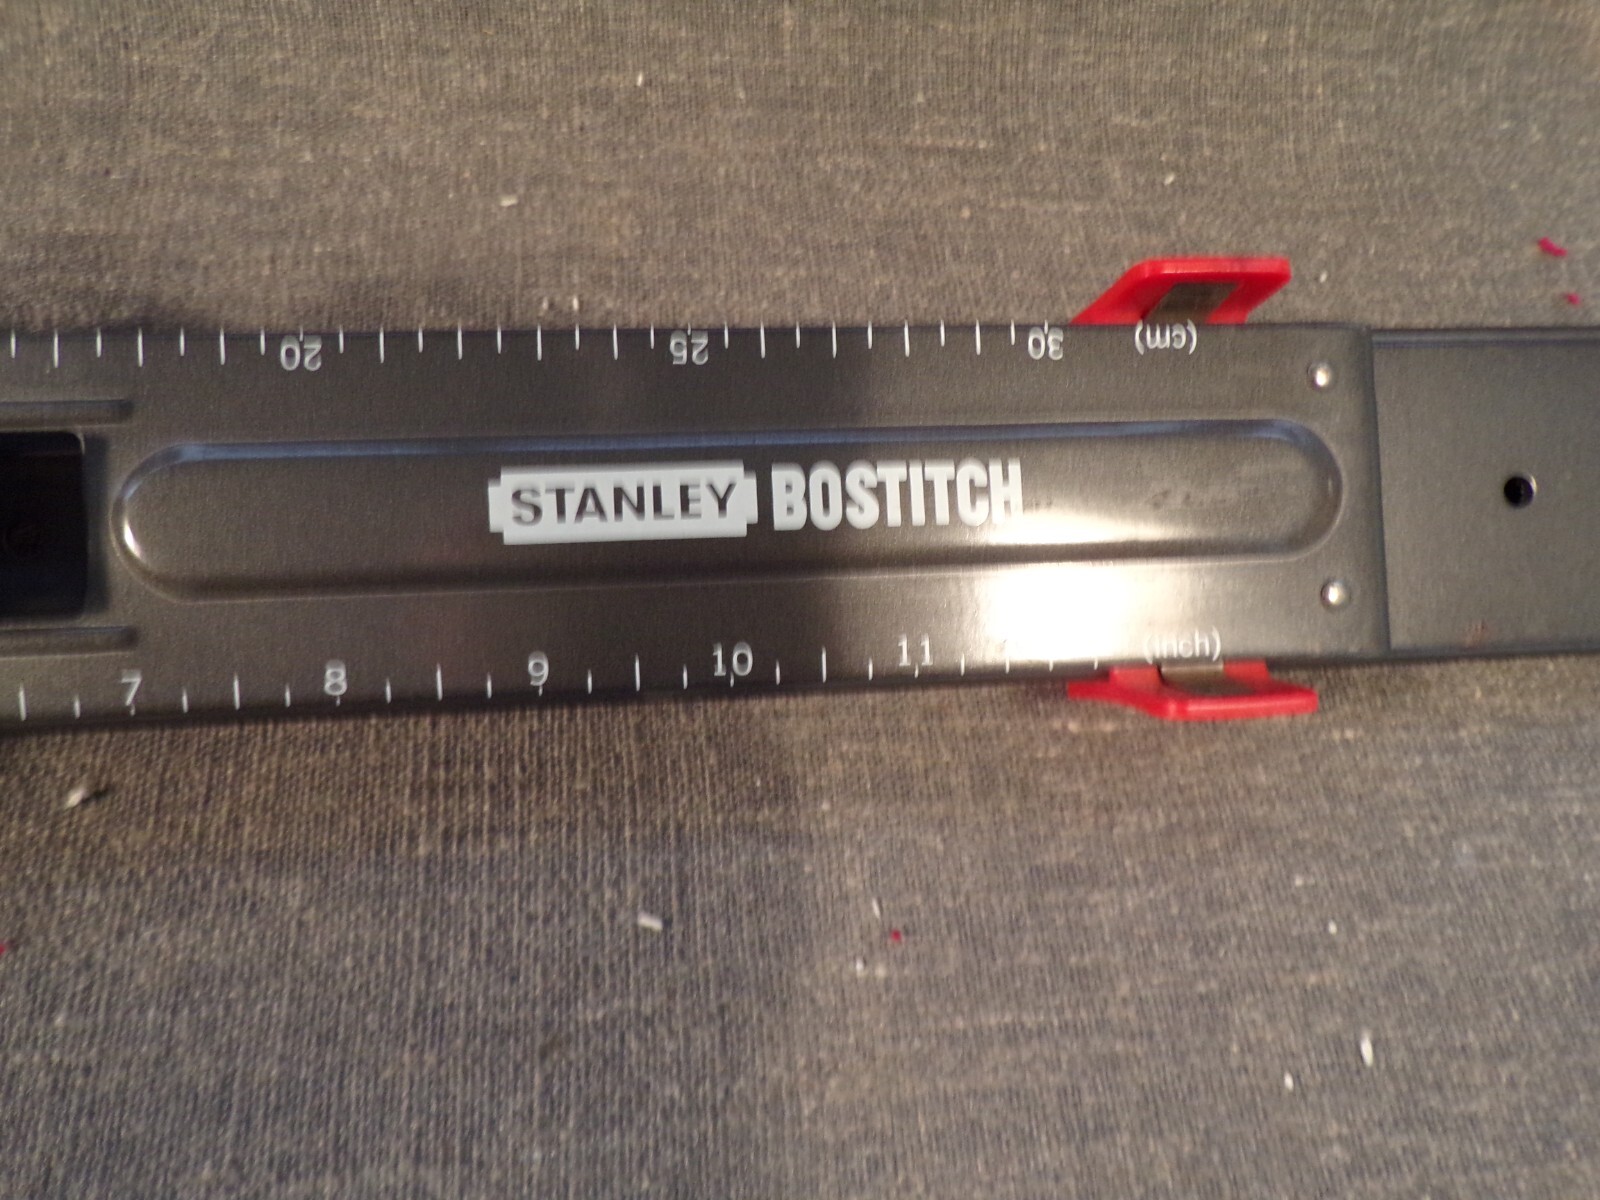 20 25 30 (cm)
STANLEY BOSTITCH
7 8 9 10 11 (inch)